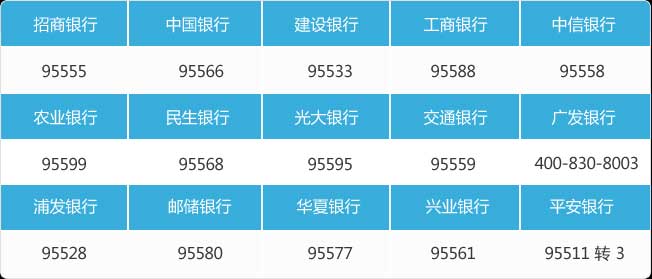 招商银行 中国银行 建设银行 工商银行 中信银行
95555 95566 95533 95588 95558
农业银行 民生银行 光大银行 交通银行 广发银行
95599 95568 95595 95559 400-830-8003
浦发银行 邮储银行 华夏银行 兴业银行 平安银行
95528 95580 95577 95561 95511 转 3